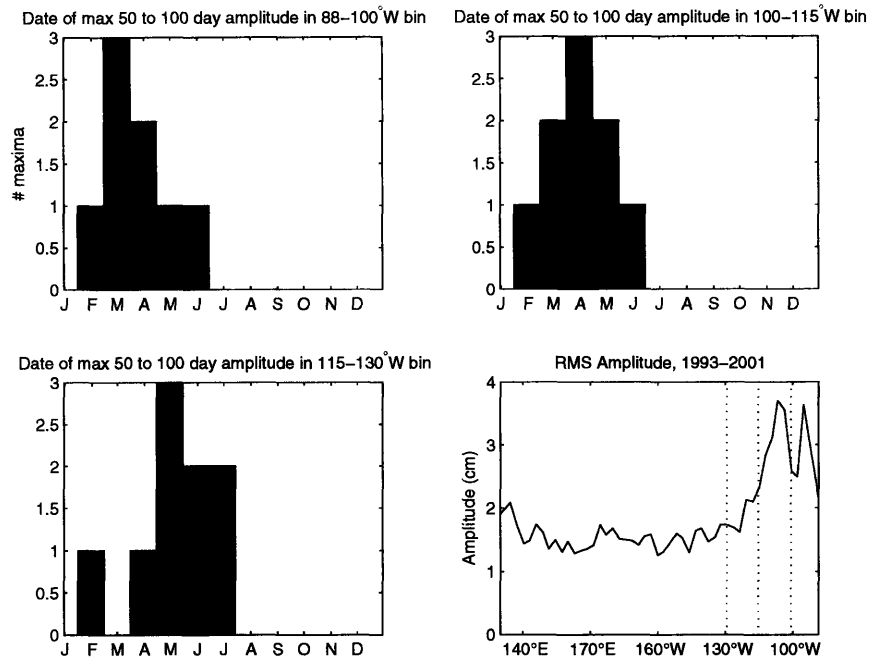 Date of max 50 to 100 day amplitude in 88–100°W bin
# maxima
3
2.5
2
1.5
1
0.5
0
J F M A M J J A S O N D
Date of max 50 to 100 day amplitude in 100–115°W bin
3
2.5
2
1.5
1
0.5
0
J F M A M J J A S O N D
Date of max 50 to 100 day amplitude in 115–130°W bin
3
2.5
2
1.5
1
0.5
0
J F M A M J J A S O N D
RMS Amplitude, 1993–2001
Amplitude (cm)
4
3
2
1
0
140°E 170°E 160°W 130°W 100°W